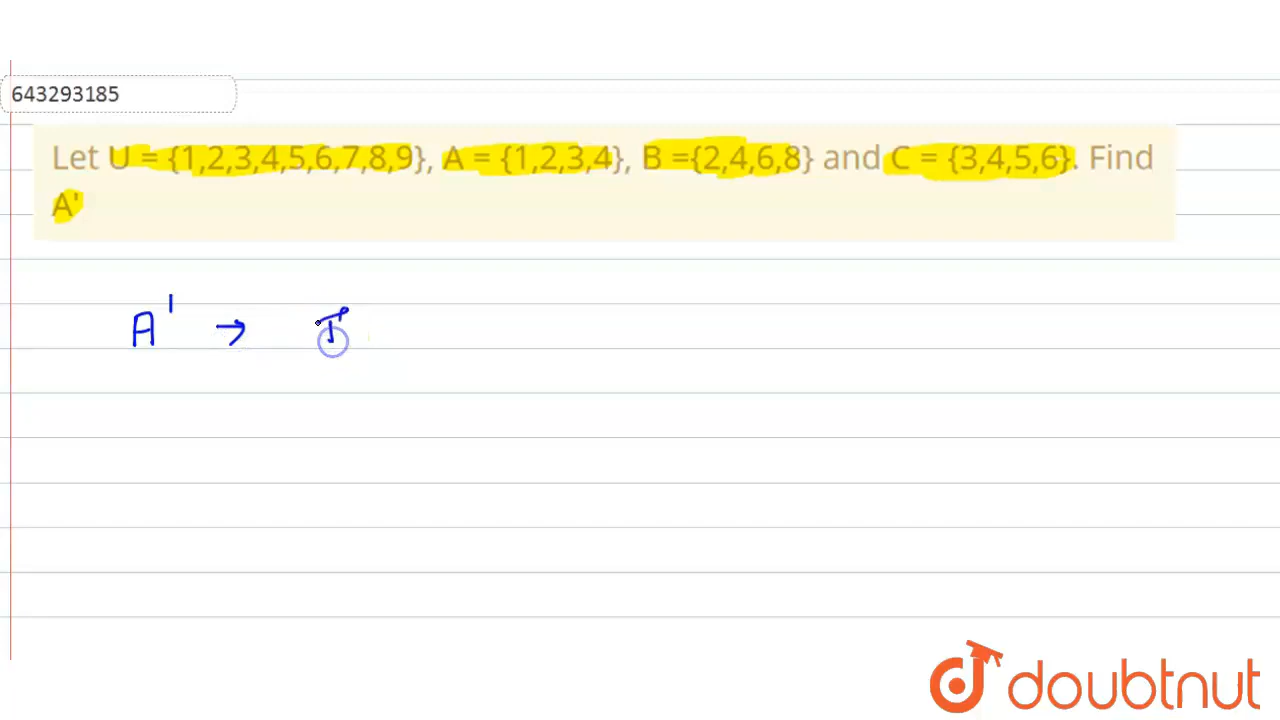 643293185
Let U = {1,2,3,4,5,6,7,8,9}, A = {1,2,3,4}, B ={2,4,6,8} and C = {3,4,5,6}. Find
A'
A' →
doubtnut